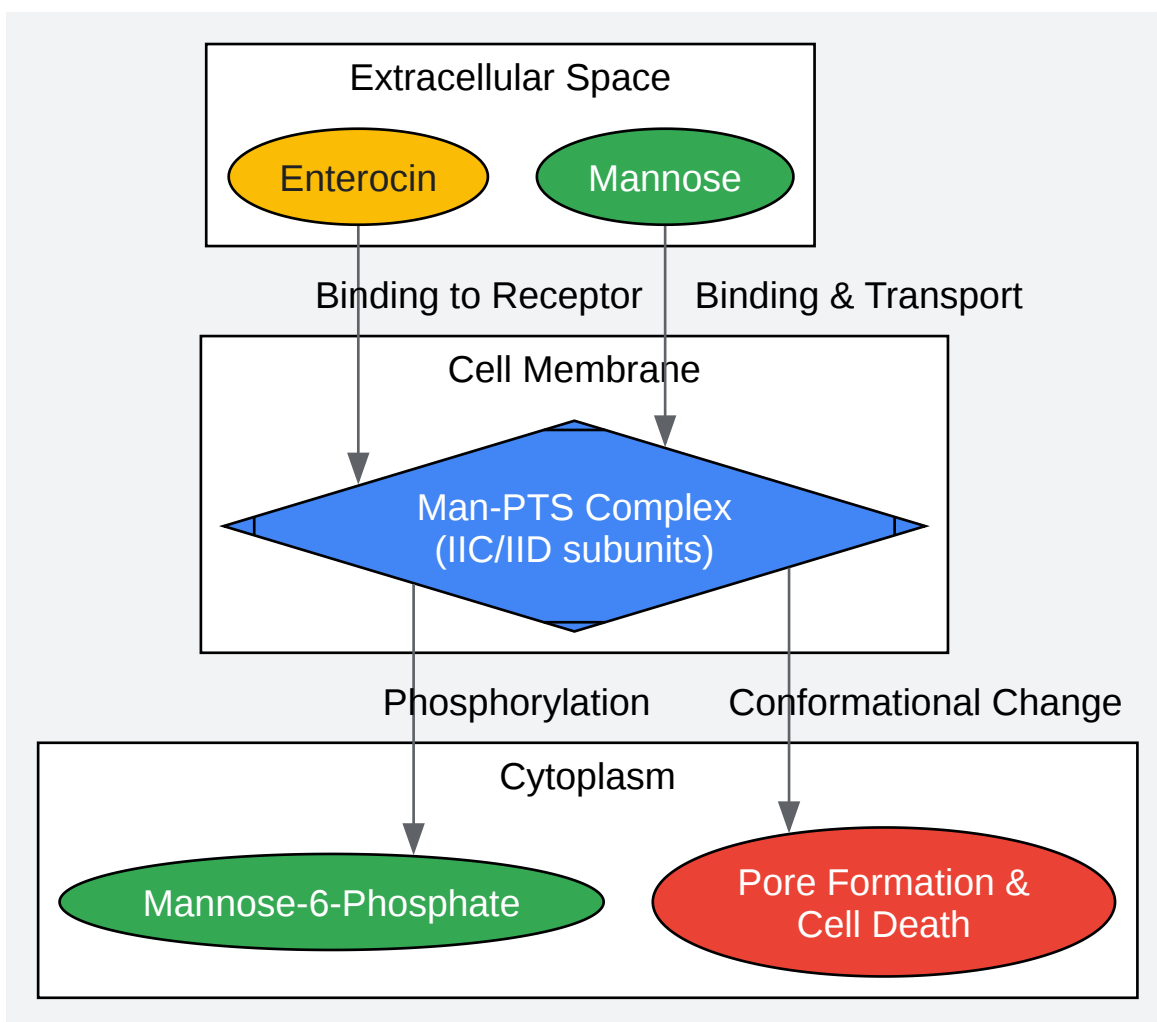 Extracellular Space
Enterocin
Mannose
Binding to Receptor
Binding & Transport
Cell Membrane
Man-PTS Complex
(IIC/IID subunits)
Phosphorylation
Conformational Change
Cytoplasm
Mannose-6-Phosphate
Pore Formation &
Cell Death